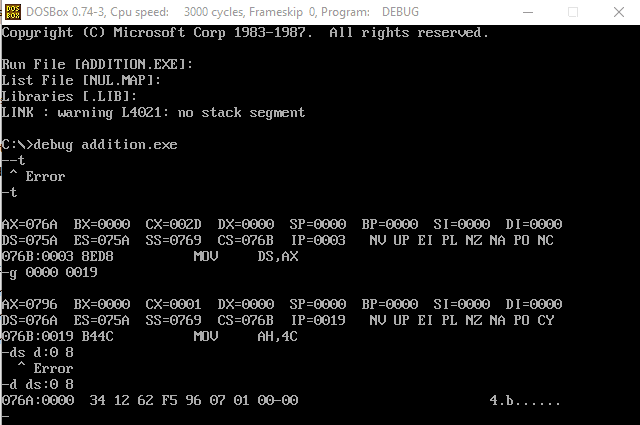 DOSBox 0.74-3, Cpu speed: 3000 cycles, Frameskip 0, Program: DEBUG
Copyright (C) Microsoft Corp 1983-1987. All rights reserved.
Run File [ADDITION.EXE]:
List File [NUL.MAP]:
Libraries [.LIB]:
LINK : warning L4021: no stack segment
C:\>debug addition.exe
--t
^ Error
-t
AX=076A BX=0000 CX=002D DX=0000 SP=0000 BP=0000 SI=0000 DI=0000
DS=075A ES=075A SS=0769 CS=076B IP=0003 NV UP EI PL NZ NA PO NC
076B:0003 8ED8 MOV DS,AX
-g 0000 0019
AX=0796 BX=0000 CX=0001 DX=0000 SP=0000 BP=0000 SI=0000 DI=0000
DS=076A ES=075A SS=0769 CS=076B IP=0019 NV UP EI PL NZ NA PO CY
076B:0019 B44C MOV AH,4C
-ds d:0 8
^ Error
-d ds:0 8
076A:0000 34 12 62 F5 96 07 01 00-00 4.b......
-